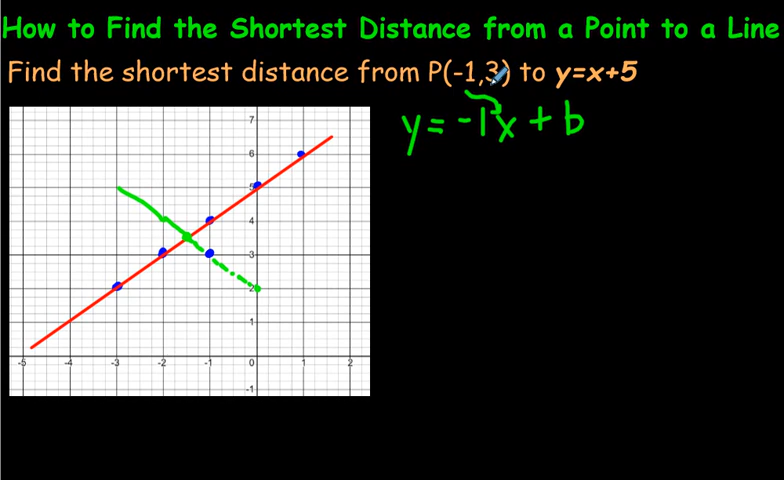 How to Find the Shortest Distance from a Point to a Line
Find the shortest distance from P(-1,3) to y=x+5
y = -1x + b
7
6
5
4
3
2
1
-5 -4 -3 -2 -1 0 1 2
-1